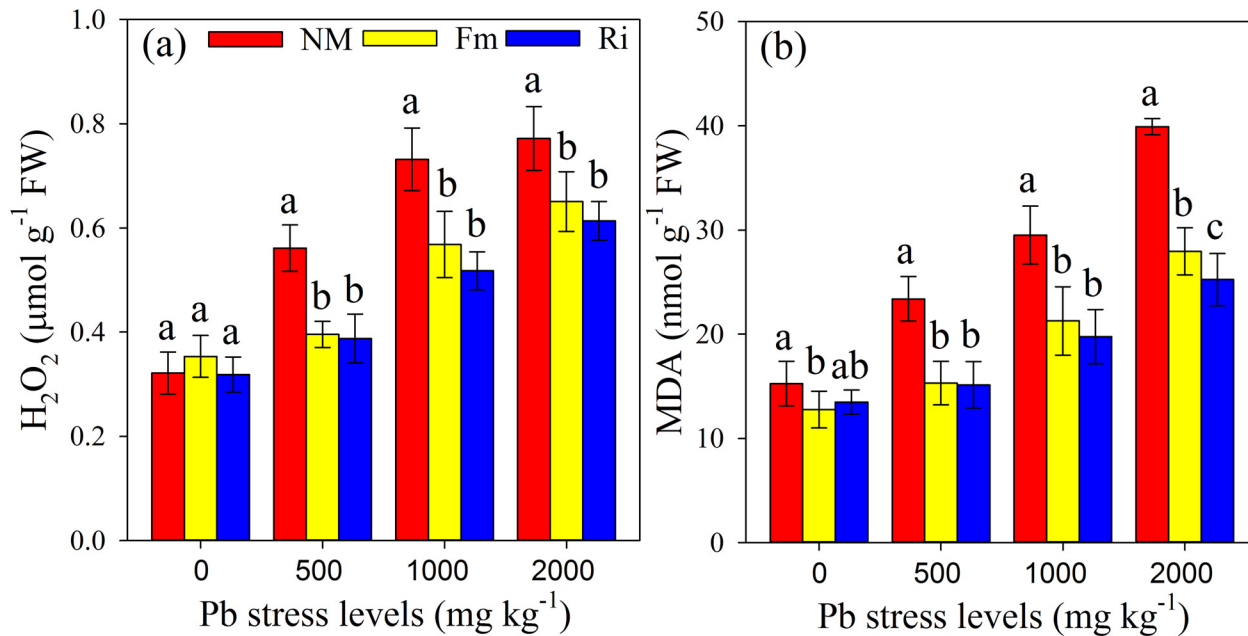 (a) NM Fm Ri
H₂O₂ (μmol g⁻¹ FW)
1.0
0.8
0.6
0.4
0.2
0.0
a a a
a b b
a b b
a b b
0 500 1000 2000
Pb stress levels (mg kg⁻¹)
(b)
MDA (nmol g⁻¹ FW)
50
40
30
20
10
0
a b ab
a b b
a b b
a b c
0 500 1000 2000
Pb stress levels (mg kg⁻¹)